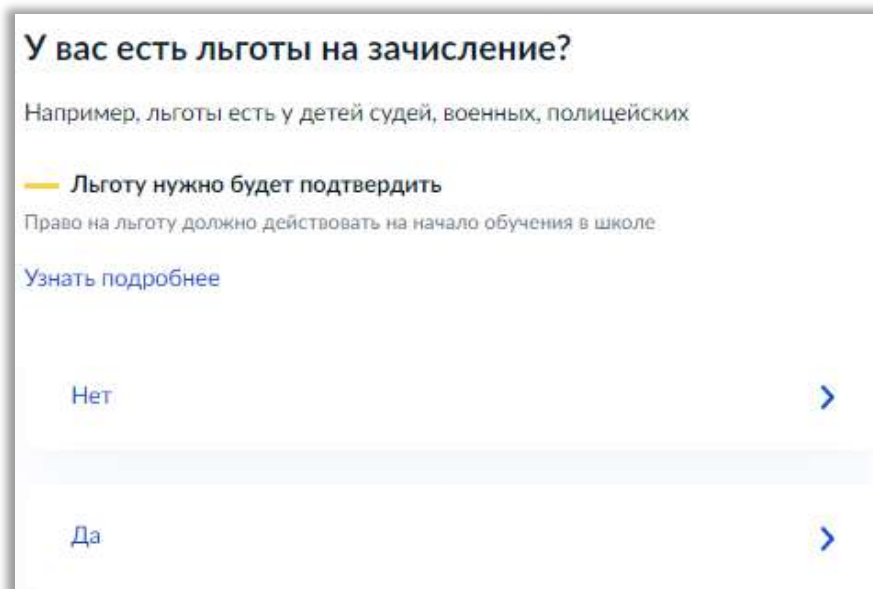 У вас есть льготы на зачисление?
Например, льготы есть у детей судей, военных, полицейских
Льготу нужно будет подтвердить
Право на льготу должно действовать на начало обучения в школе
Узнать подробнее
Нет
Да